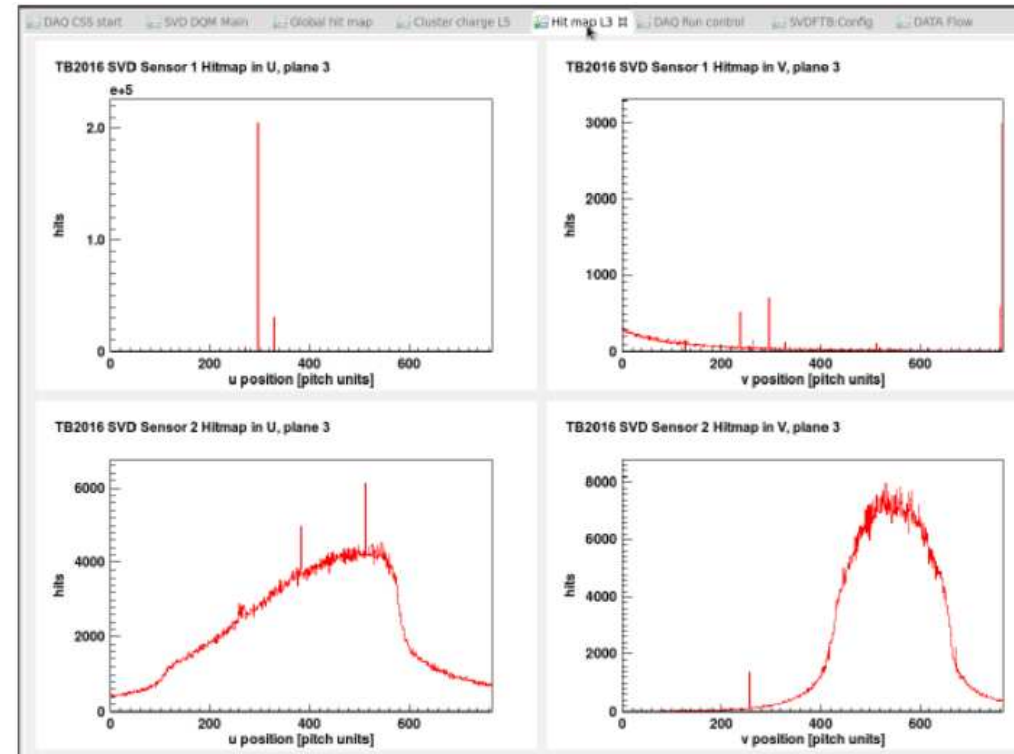 DAQ CSS start SVD DQM Main Global hit map Cluster charge L5 Hit map L3 DAQ Run control SVDFTB:Config DATA Flow
TB2016 SVD Sensor 1 Hitmap in U, plane 3
e+5
2.0
1.0
0
hits
0 200 400 600
u position [pitch units]
TB2016 SVD Sensor 1 Hitmap in V, plane 3
3000
2000
1000
0
hits
0 200 400 600
v position [pitch units]
TB2016 SVD Sensor 2 Hitmap in U, plane 3
6000
4000
2000
0
hits
0 200 400 600
u position [pitch units]
TB2016 SVD Sensor 2 Hitmap in V, plane 3
8000
6000
4000
2000
0
hits
0 200 400 600
v position [pitch units]